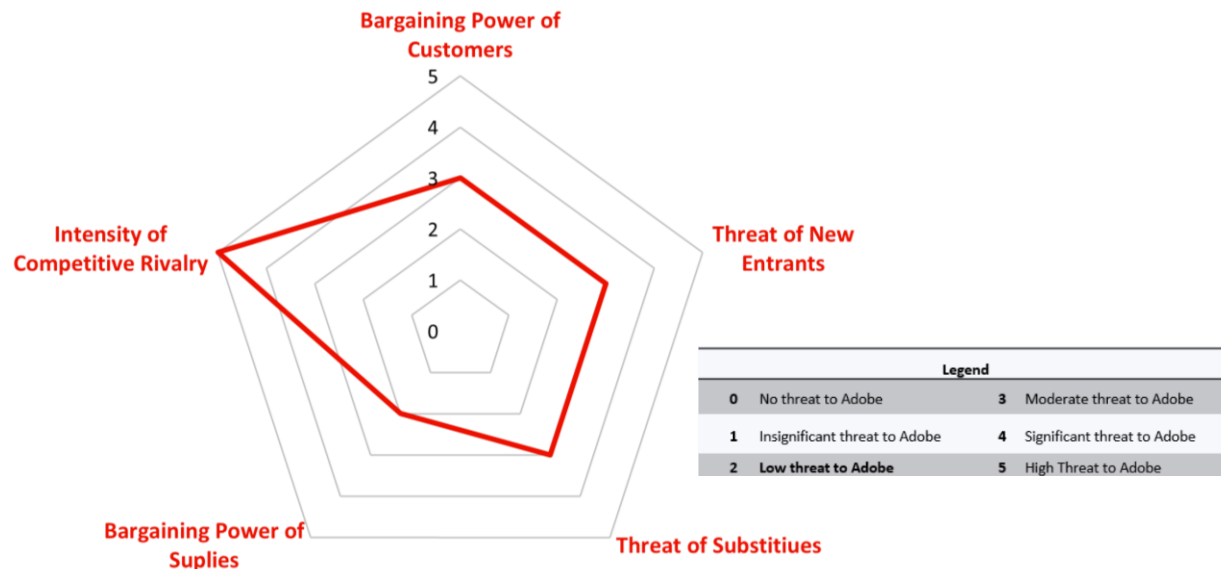 Bargaining Power of
Customers
5
4
3
2
1
0
Intensity of
Competitive Rivalry
Threat of New
Entrants
Legend
0 No threat to Adobe 3 Moderate threat to Adobe
1 Insignificant threat to Adobe 4 Significant threat to Adobe
2 Low threat to Adobe 5 High Threat to Adobe
Bargaining Power of
Suplies
Threat of Substitiues